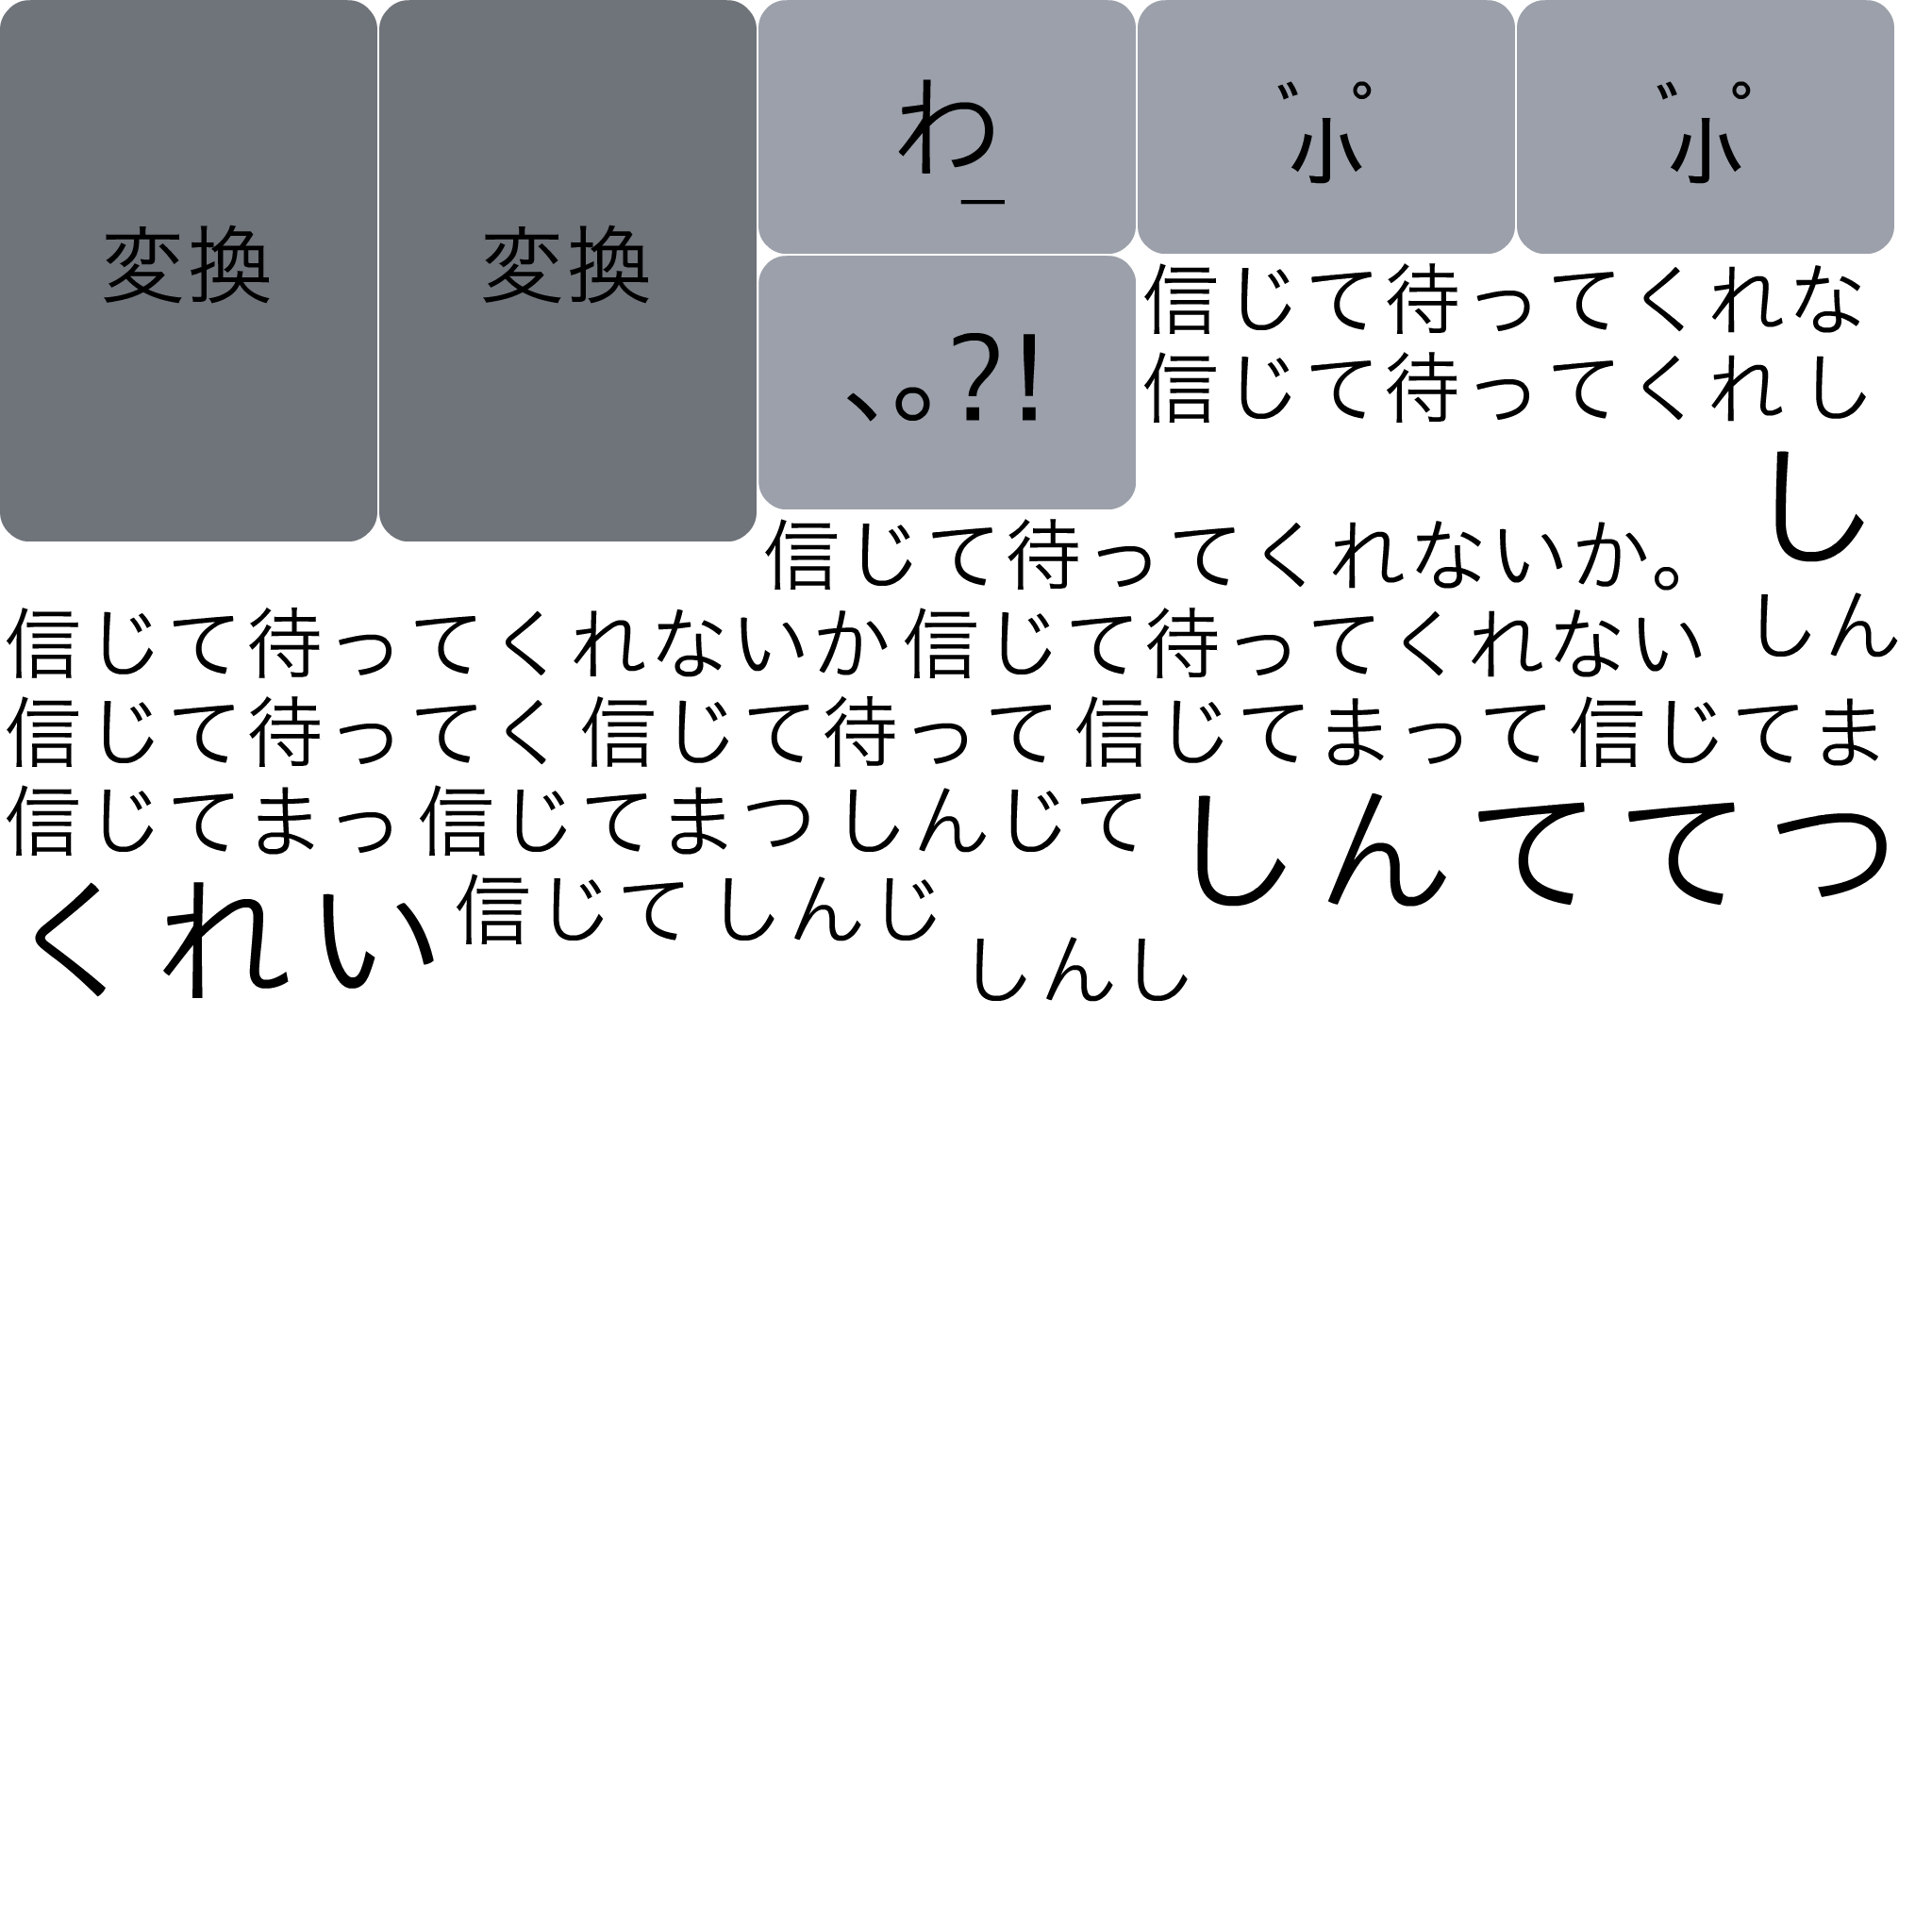 変換 変換 わ_ ゛゜小 ゛゜小
、。?! 信じて待ってくれな
信じて待ってくれし
し
信じて待ってくれないか。
信じて待ってくれないか信じて待ってくれない しん
信じて待ってく信じて待って信じてまって信じてま
信じてまっ信じてまつしんじて しんててつ
くれい信じてしんじ しんし